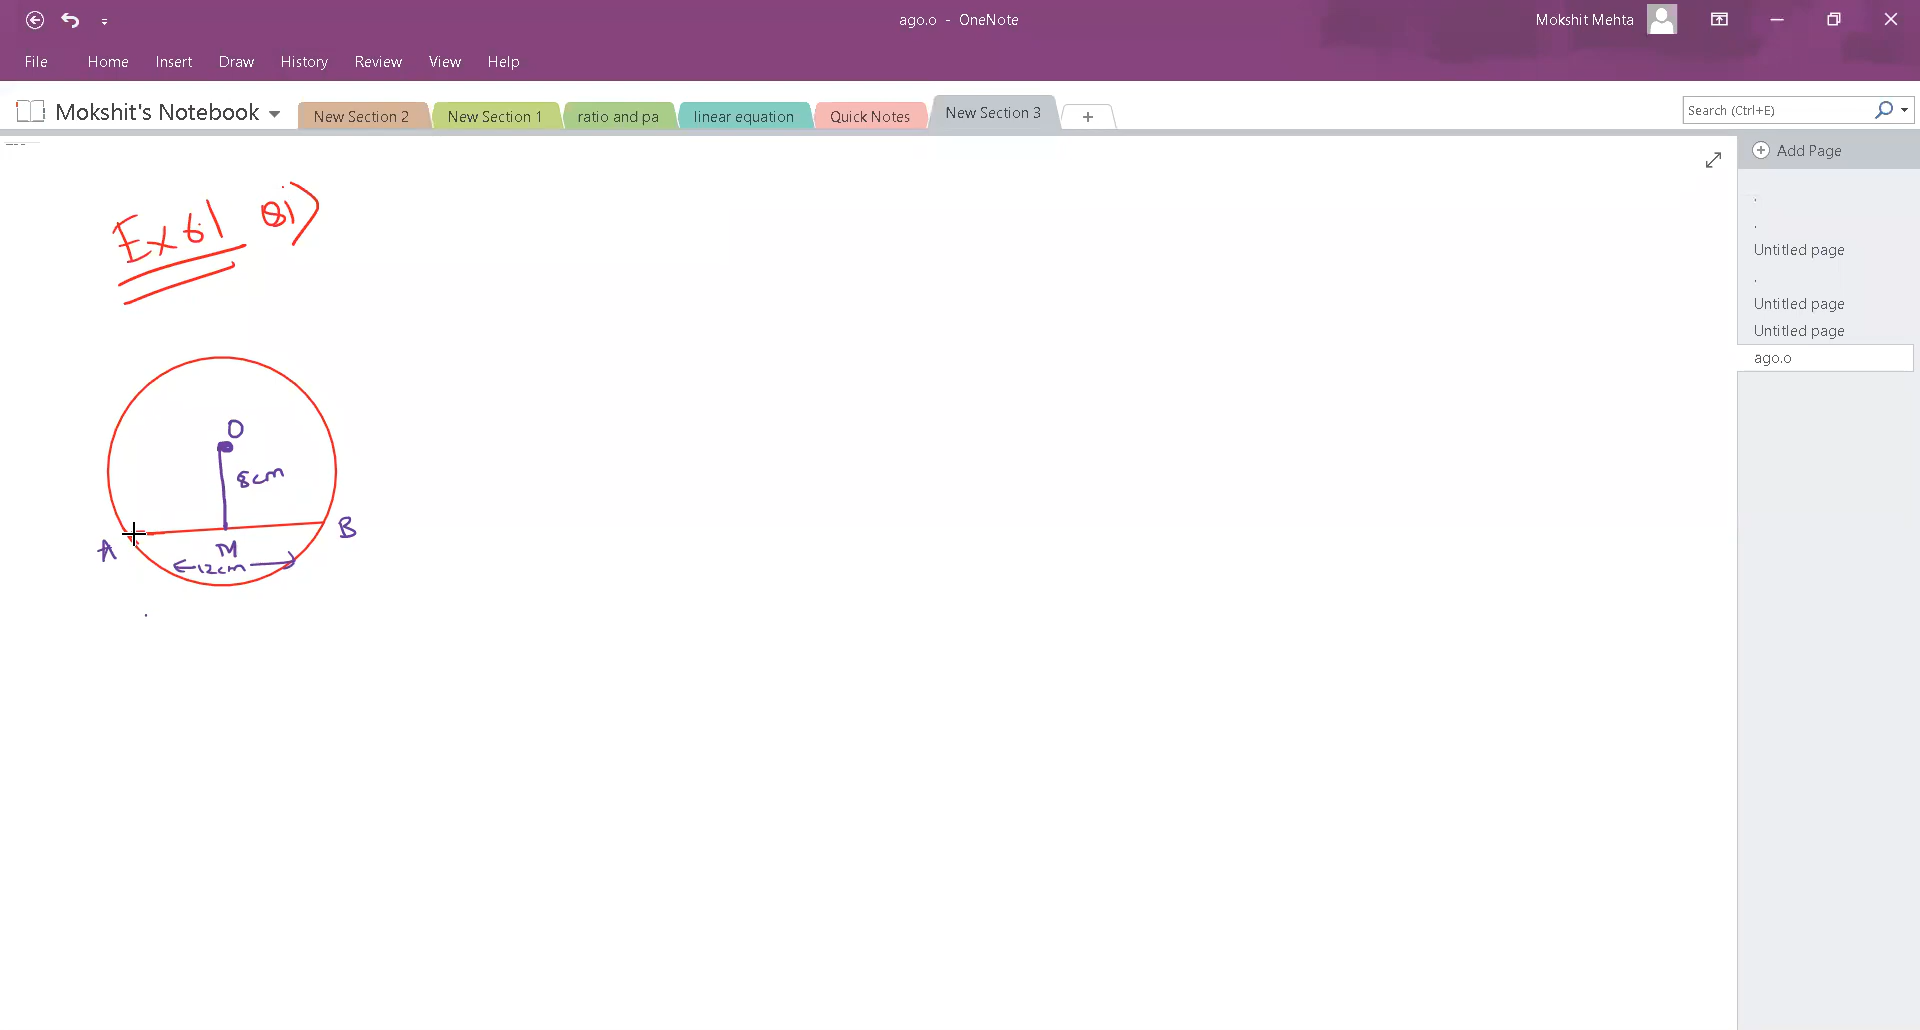 ago.o - OneNote
Mokshit Mehta
File Home Insert Draw History Review View Help
Mokshit's Notebook
New Section 2
New Section 1
ratio and pa
linear equation
Quick Notes
New Section 3
+
Search (Ctrl+E)
Add Page
.
.
Untitled page
.
Untitled page
Untitled page
ago.o
Ex 6.1
O
8cm
A
B
M
12cm